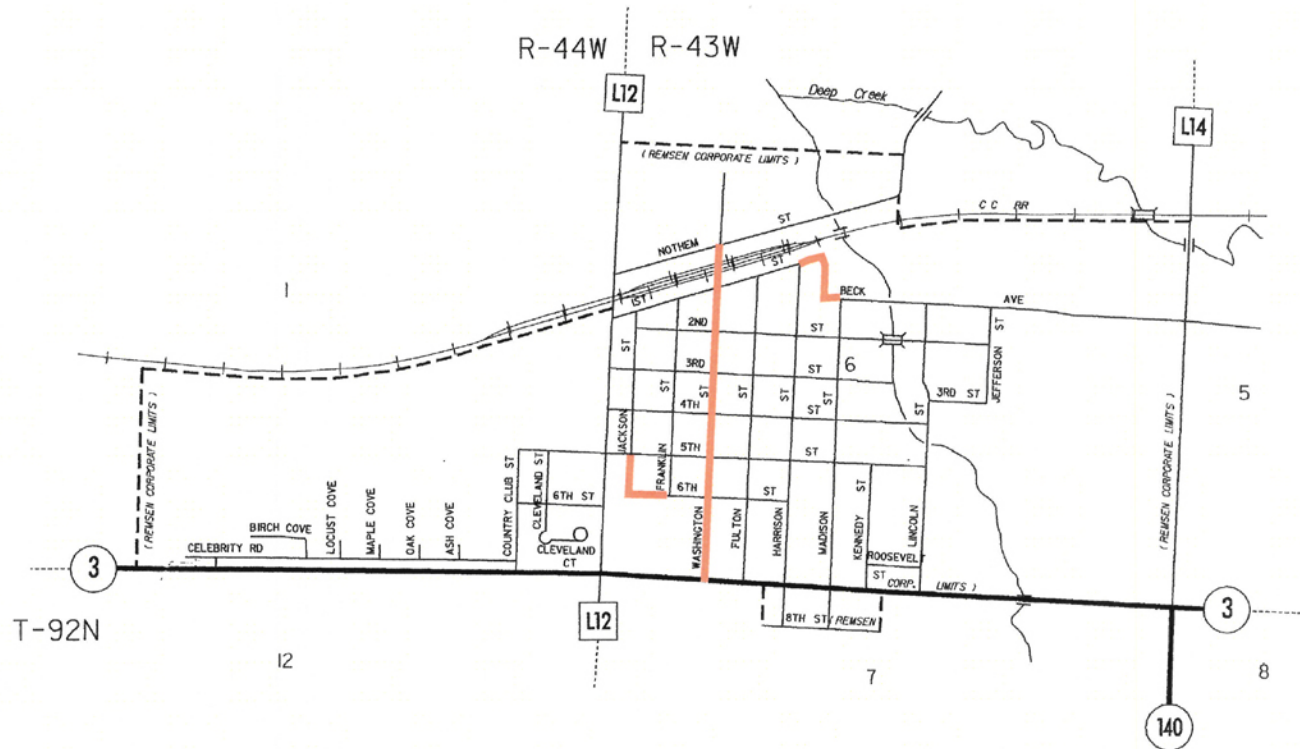 R-44W R-43W
L12
Deep Creek
L14
( REMSEN CORPORATE LIMITS )
C C RR
NOTHEM ST
1
1ST ST
BECK AVE
2ND ST
6
JEFFERSON ST
3RD ST
3RD ST
5
4TH ST
JACKSON ST
FRANKLIN ST
WASHINGTON ST
FULTON ST
HARRISON ST
MADISON ST
KENNEDY ST
LINCOLN
5TH ST
6TH ST
6TH ST
( REMSEN CORPORATE LIMITS )
( REMSEN CORPORATE LIMITS )
COUNTRY CLUB ST
CLEVELAND ST
CLEVELAND CT
LOCUST COVE
MAPLE COVE
OAK COVE
ASH COVE
BIRCH COVE
CELEBRITY RD
ROOSEVELT ST
3
3
T-92N
L12
8TH ST
(REMSEN CORP. LIMITS)
12
7
8
140